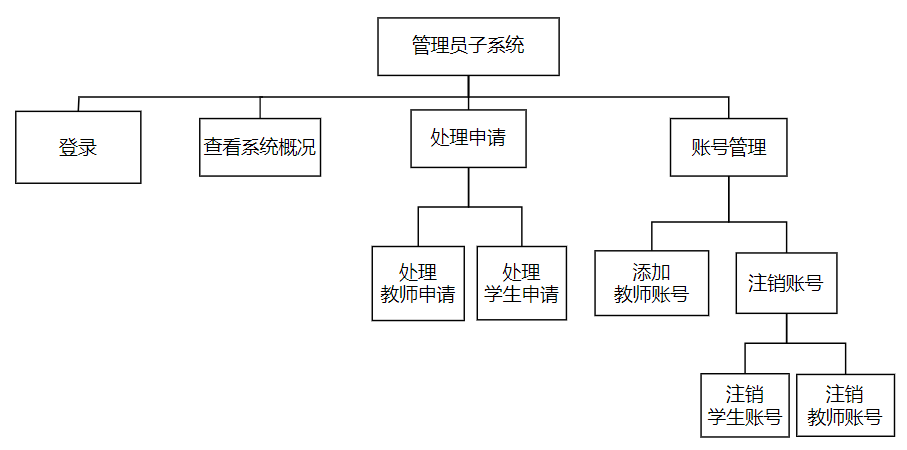 管理员子系统
登录
查看系统概况
处理申请
账号管理
处理
教师申请
处理
学生申请
添加
教师账号
注销账号
注销
学生账号
注销
教师账号